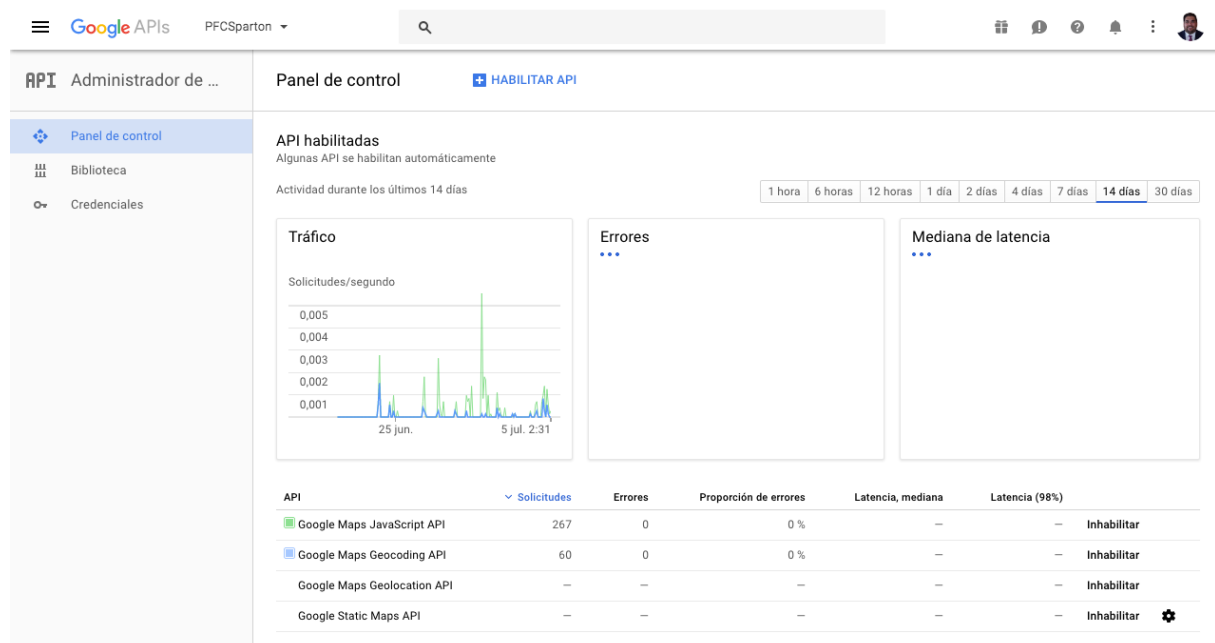 Google APIs PFCSparton
API Administrador de ...
Panel de control
Biblioteca
Credenciales
Panel de control HABILITAR API
API habilitadas
Algunas API se habilitan automáticamente
Actividad durante los últimos 14 días
1 hora 6 horas 12 horas 1 día 2 días 4 días 7 días 14 días 30 días
Tráfico
Solicitudes/segundo
0,005
0,004
0,003
0,002
0,001
25 jun. 5 jul. 2:31
Errores
Mediana de latencia
API Solicitudes Errores Proporción de errores Latencia, mediana Latencia (98%)
Google Maps JavaScript API 267 0 0 % — — Inhabilitar
Google Maps Geocoding API 60 0 0 % — — Inhabilitar
Google Maps Geolocation API — — — — — Inhabilitar
Google Static Maps API — — — — — Inhabilitar